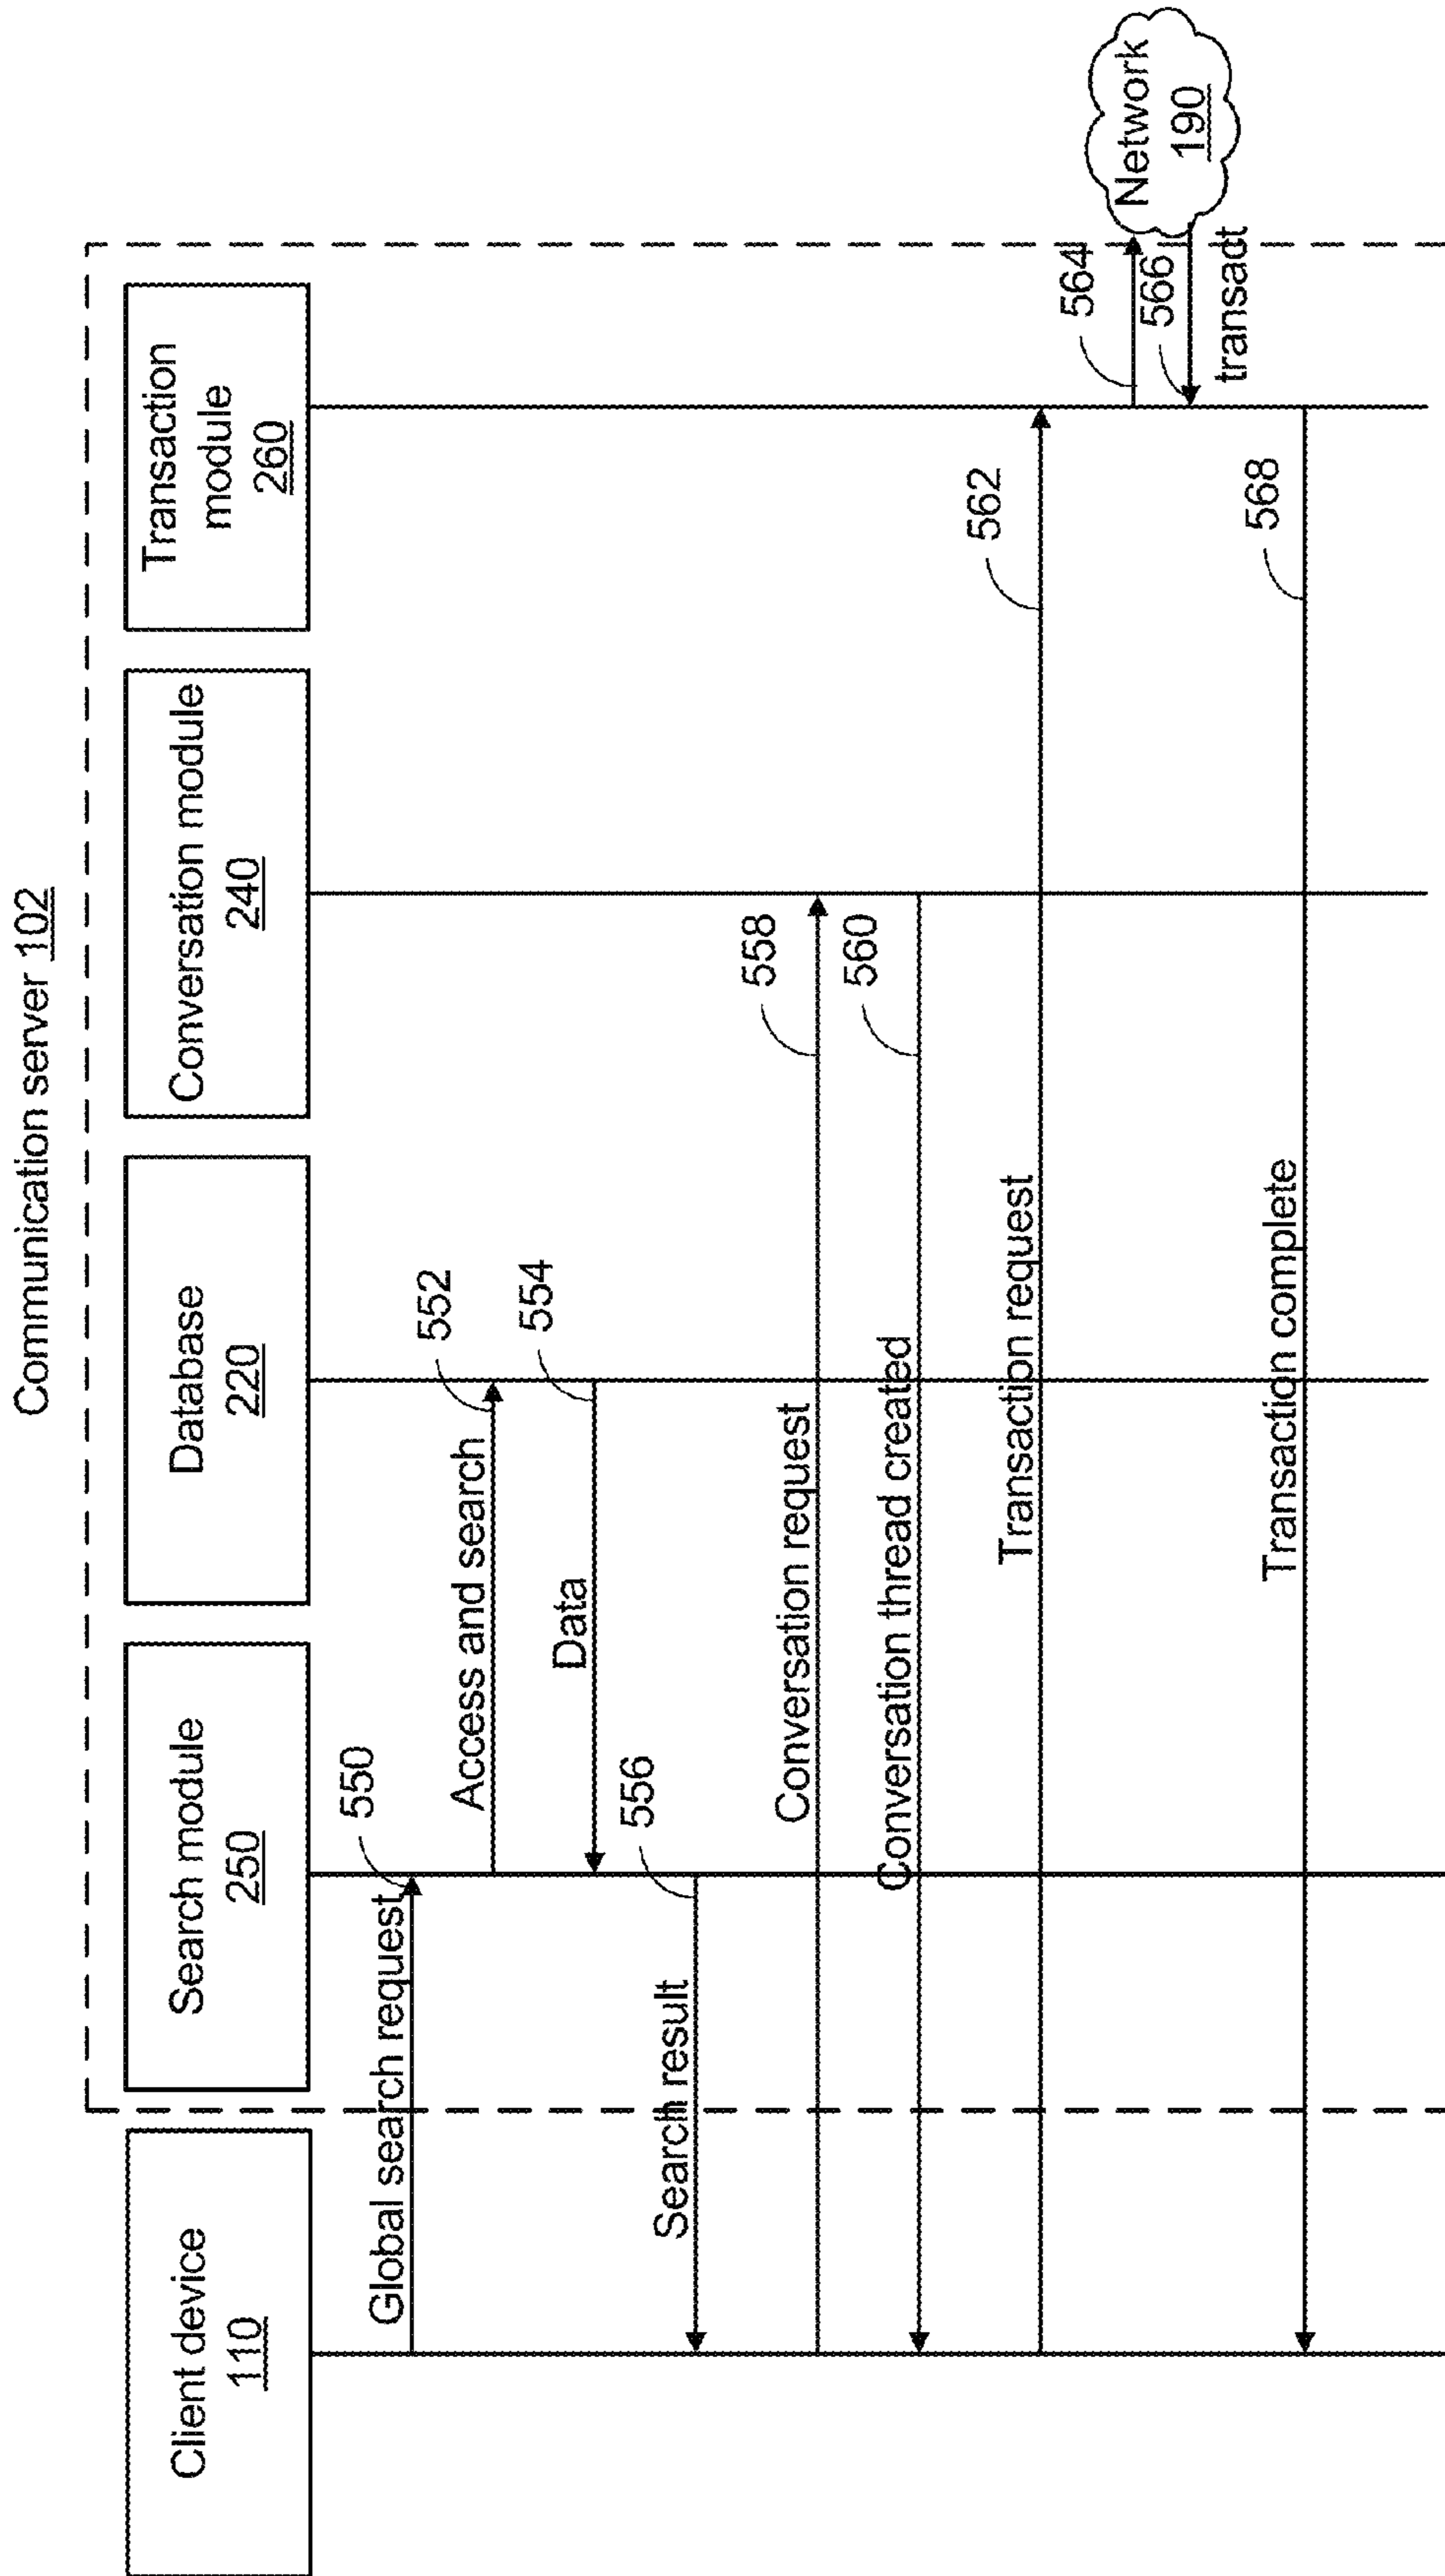 Communication server 102
Client device
110
Search module
250
Database
220
Conversation module
240
Transaction
module
260
550
Global search request
552
Access and search
554
Data
556
Search result
558
Conversation request
560
Conversation thread created
562
Transaction request
564
Network
190
566
transact
568
Transaction complete